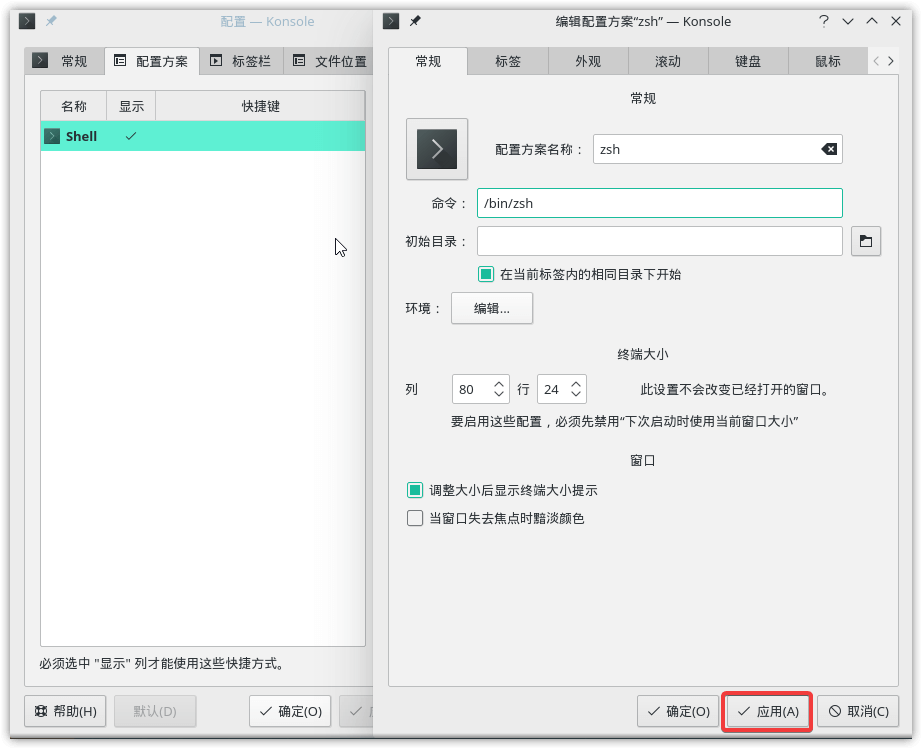 配置 — Konsole
常规 配置方案 标签栏 文件位置
名称 显示 快捷键
Shell
必须选中 "显示" 列才能使用这些快捷方式。
帮助(H) 默认(D) 确定(O)
编辑配置方案“zsh” — Konsole
常规 标签 外观 滚动 键盘 鼠标
常规
配置方案名称： zsh
命令： /bin/zsh
初始目录：
在当前标签内的相同目录下开始
环境： 编辑...
终端大小
列 80 行 24 此设置不会改变已经打开的窗口。
要启用这些配置，必须先禁用“下次启动时使用当前窗口大小”
窗口
调整大小后显示终端大小提示
当窗口失去焦点时黯淡颜色
确定(O) 应用(A) 取消(C)